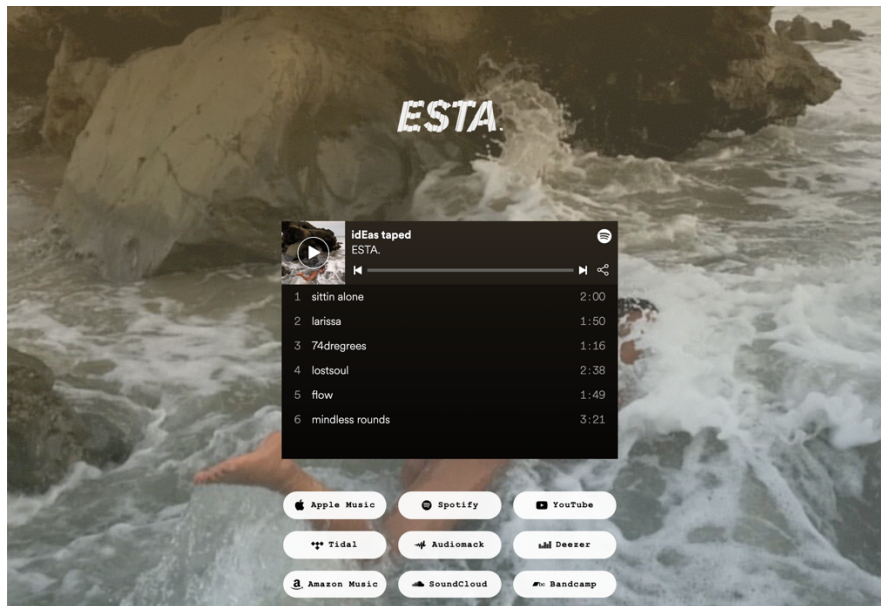 ESTA.
idEas taped
ESTA.
1 sittin alone 2:00
2 larissa 1:50
3 74dregrees 1:16
4 lostsoul 2:38
5 flow 1:49
6 mindless rounds 3:21
Apple Music Spotify YouTube
Tidal Audiomack Deezer
Amazon Music SoundCloud Bandcamp